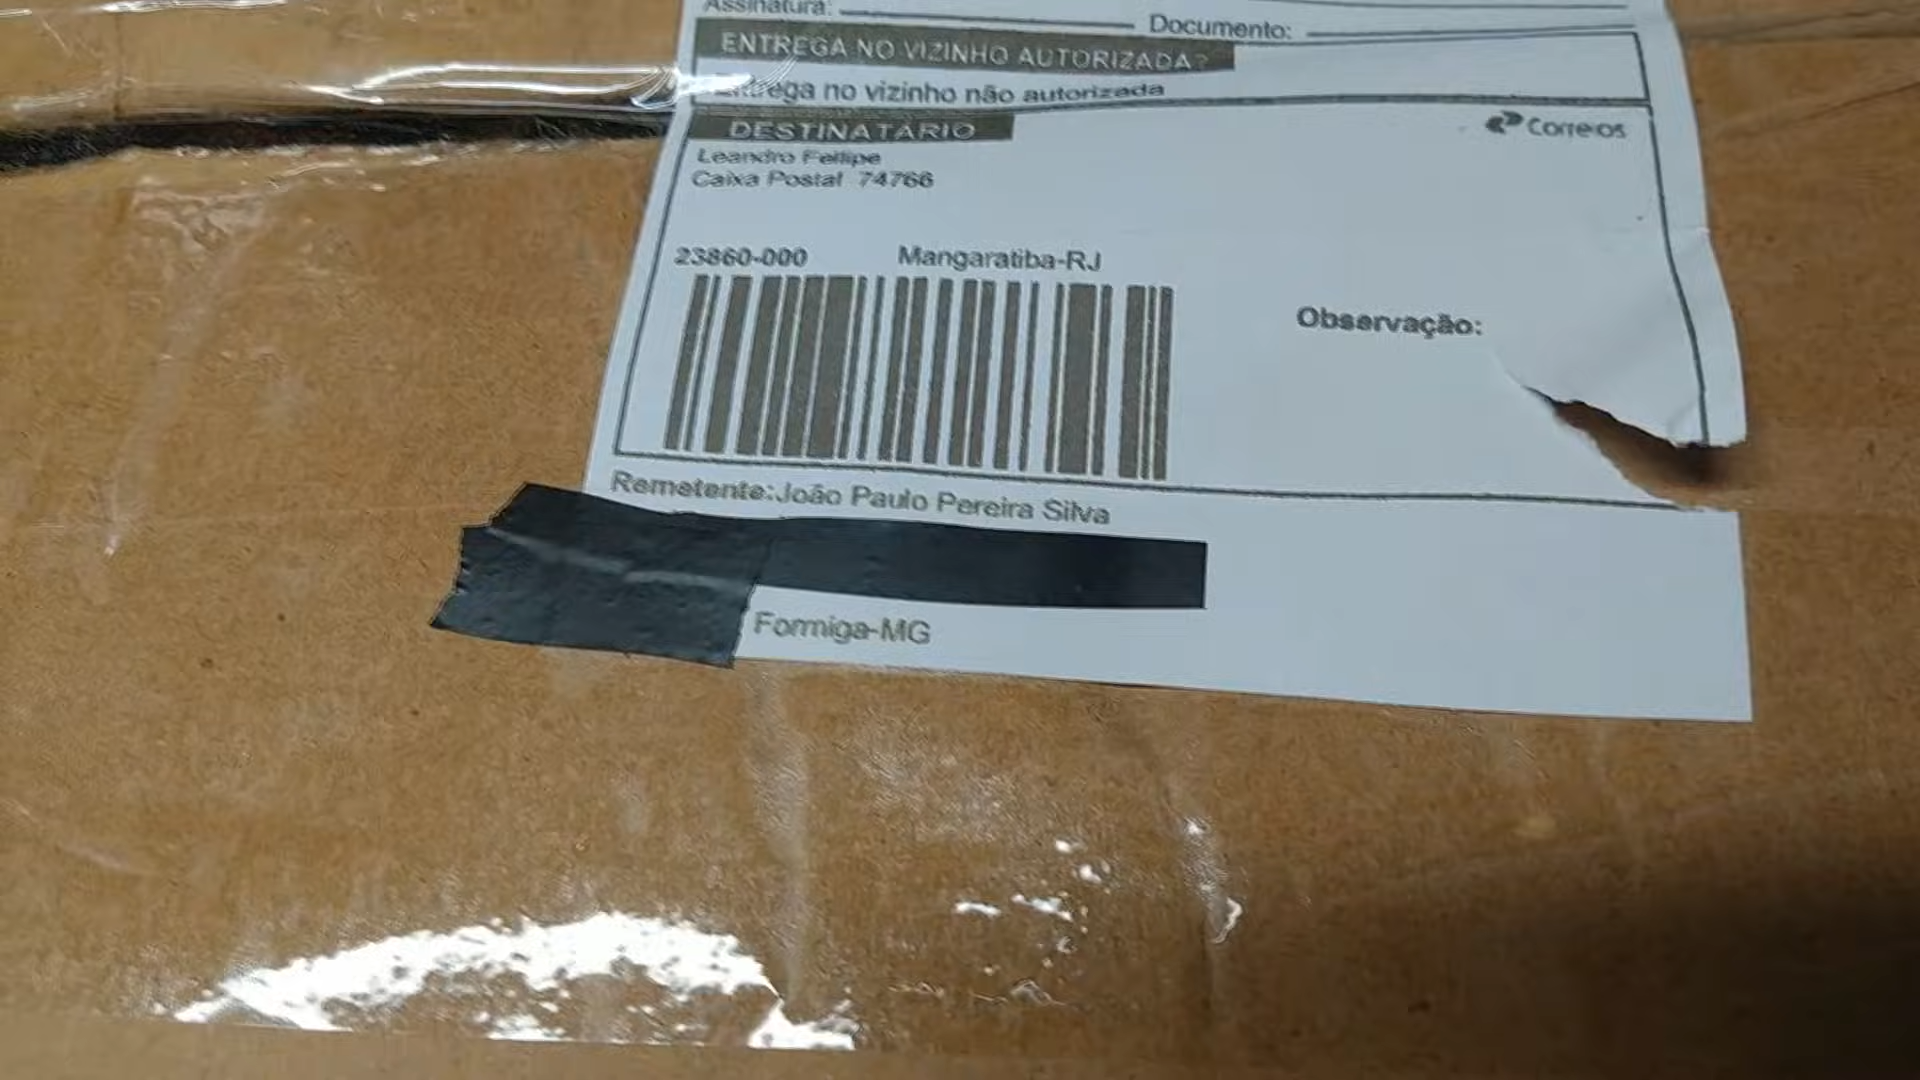 Assinatura:
Documento:
ENTREGA NO VIZINHO AUTORIZADA?
Entrega no vizinho não autorizada
DESTINATÁRIO
Correios
Leandro Fellipe
Caixa Postal 74766
23860-000 Mangaratiba-RJ
Observação:
Remetente:João Paulo Pereira Silva
Formiga-MG